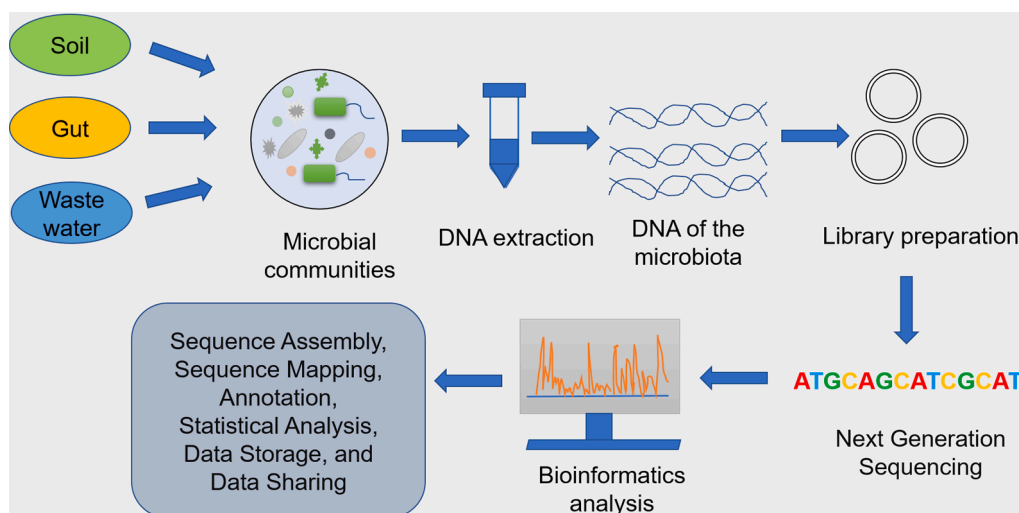 Soil
Gut
Waste
water
Microbial
communities
DNA extraction
DNA of the
microbiota
Library preparation
ATGCAGCATCGCAT
Next Generation
Sequencing
Bioinformatics
analysis
Sequence Assembly,
Sequence Mapping,
Annotation,
Statistical Analysis,
Data Storage, and
Data Sharing